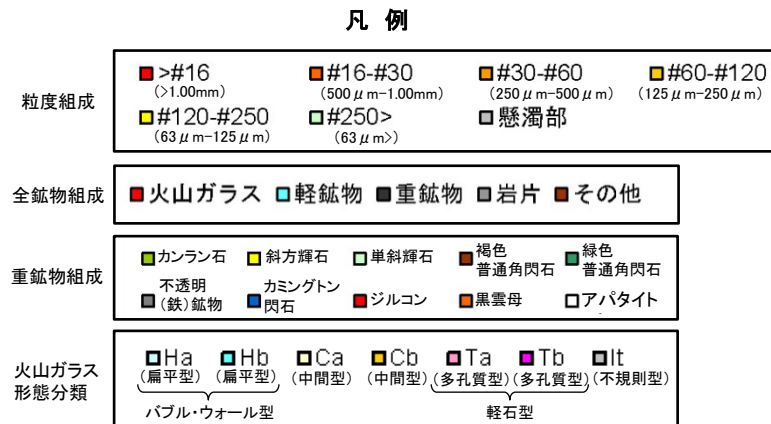 凡 例
粒度組成
>#16 #16-#30 #30-#60 #60-#120
(>1.00mm) (500μm-1.00mm) (250μm-500μm) (125μm-250μm)
#120-#250 #250> 懸濁部
(63μm-125μm) (63μm>)
全鉱物組成
火山ガラス 軽鉱物 重鉱物 岩片 その他
重鉱物組成
カンラン石 斜方輝石 単斜輝石 褐色普通角閃石 緑色普通角閃石
不透明(鉄)鉱物 カミングトン閃石 ジルコン 黒雲母 アパタイト
火山ガラス
形態分類
Ha Hb Ca Cb Ta Tb It
(扁平型) (扁平型) (中間型) (中間型) (多孔質型) (多孔質型) (不規則型)
バブル・ウォール型 軽石型